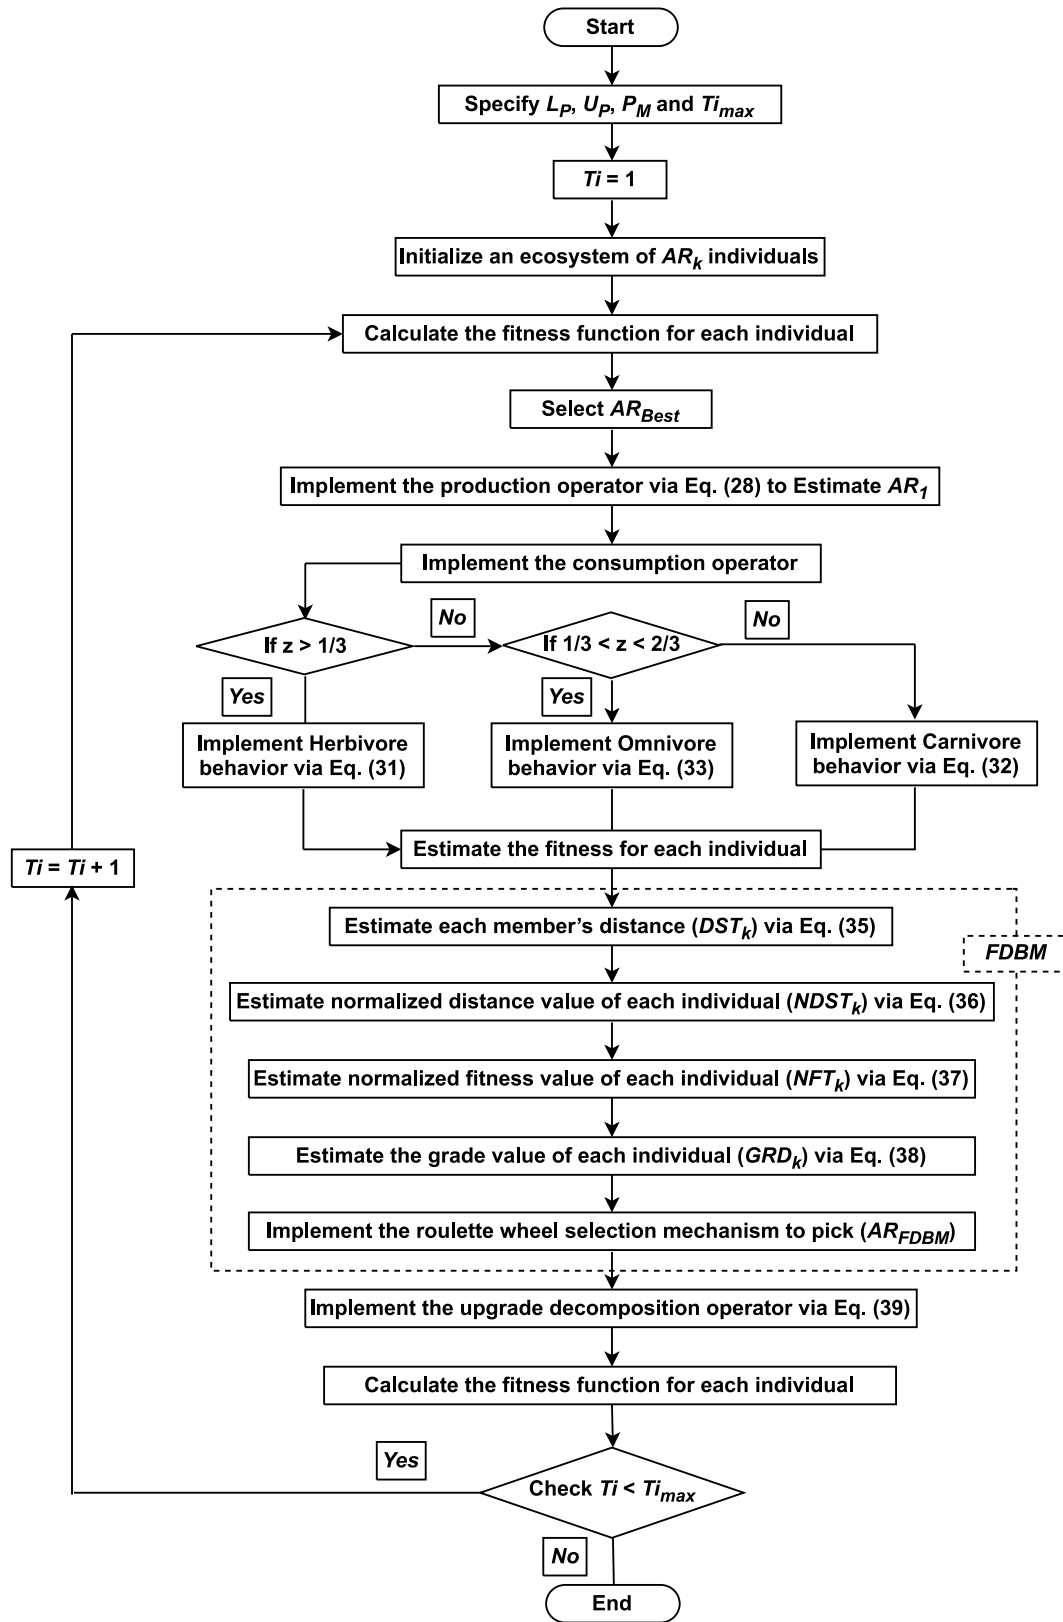 Start
Specify L_P, U_P, P_M and Ti_max
Ti = 1
Initialize an ecosystem of AR_k individuals
Calculate the fitness function for each individual
Select AR_Best
Implement the production operator via Eq. (28) to Estimate AR_1
Implement the consumption operator
If z > 1/3
No
If 1/3 < z < 2/3
No
Yes
Yes
Implement Herbivore
behavior via Eq. (31)
Implement Omnivore
behavior via Eq. (33)
Implement Carnivore
behavior via Eq. (32)
Estimate the fitness for each individual
Ti = Ti + 1
Estimate each member's distance (DST_k) via Eq. (35)
FDBM
Estimate normalized distance value of each individual (NDST_k) via Eq. (36)
Estimate normalized fitness value of each individual (NFT_k) via Eq. (37)
Estimate the grade value of each individual (GRD_k) via Eq. (38)
Implement the roulette wheel selection mechanism to pick (AR_FDBM)
Implement the upgrade decomposition operator via Eq. (39)
Calculate the fitness function for each individual
Yes
Check Ti < Ti_max
No
End